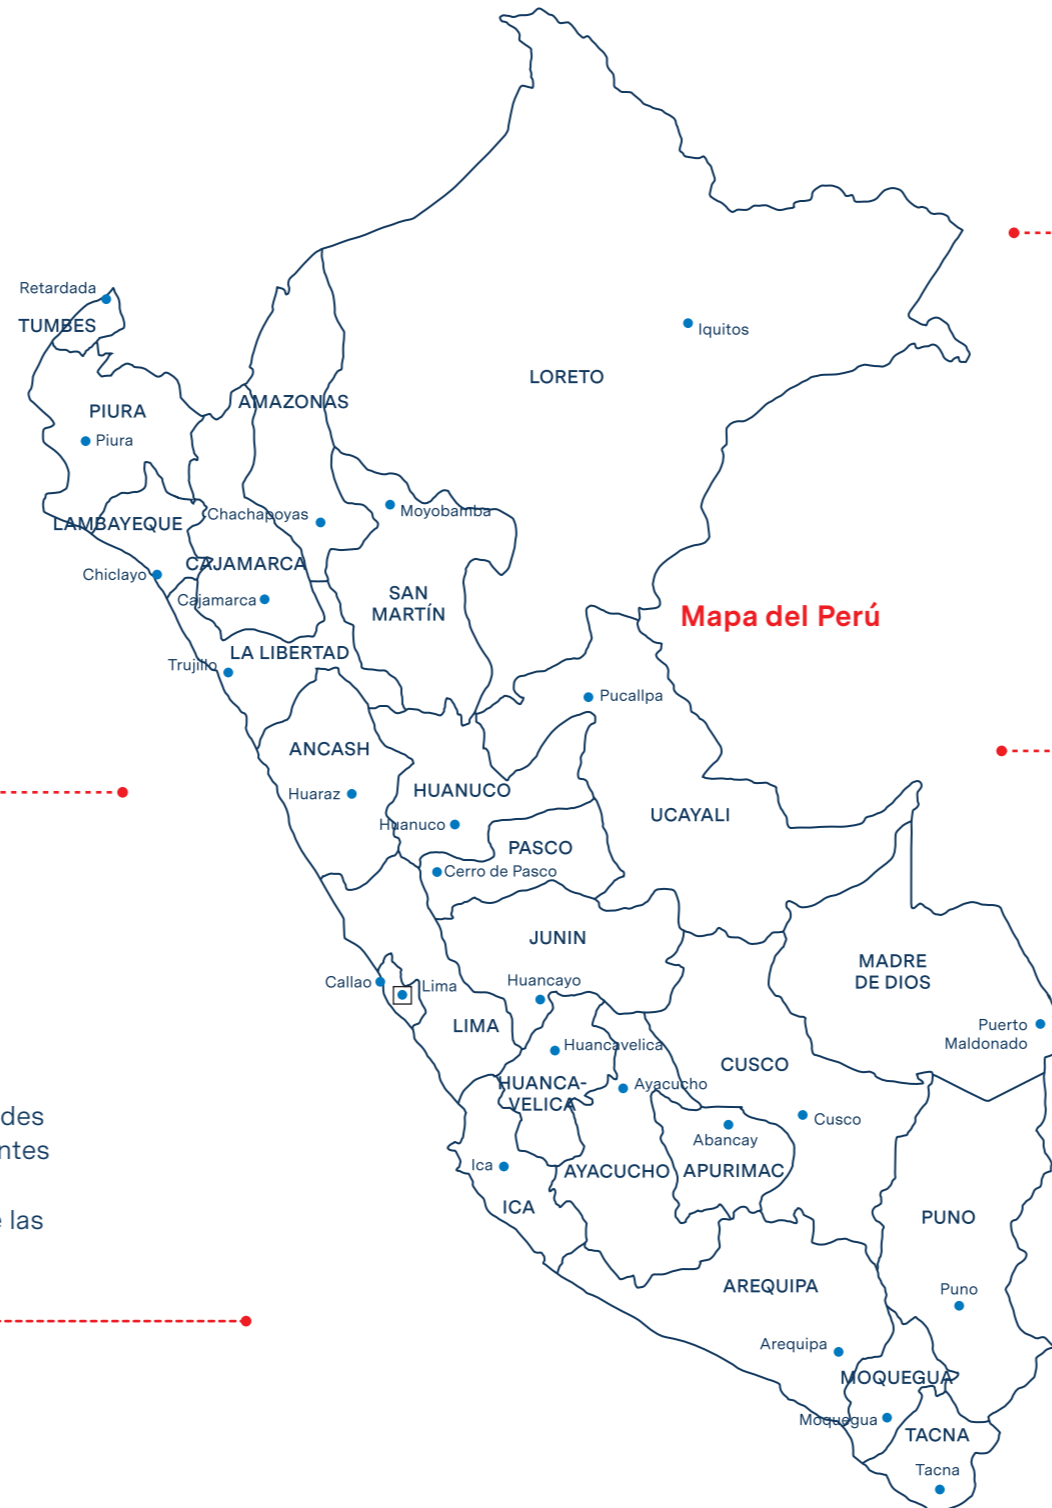 Retardada
TUMBES
Iquitos
LORETO
AMAZONAS
PIURA
Piura
Moyobamba
Chachapoyas
LAMBAYEQUE
CAJAMARCA
Chiclayo
Cajamarca
SAN
MARTÍN
Mapa del Perú
LA LIBERTAD
Trujillo
Pucallpa
ANCASH
Huaraz
HUANUCO
Huanuco
UCAYALI
PASCO
Cerro de Pasco
JUNIN
Huancayo
MADRE
DE DIOS
Callao
Lima
LIMA
Puerto
Maldonado
Huancavelica
HUANCA-
VELICA
CUSCO
Ayacucho
Cusco
Abancay
des
ntes
Ica
AYACUCHO
APURIMAC
ICA
las
PUNO
AREQUIPA
Puno
Arequipa
MOQUEGUA
Moquegua
TACNA
Tacna